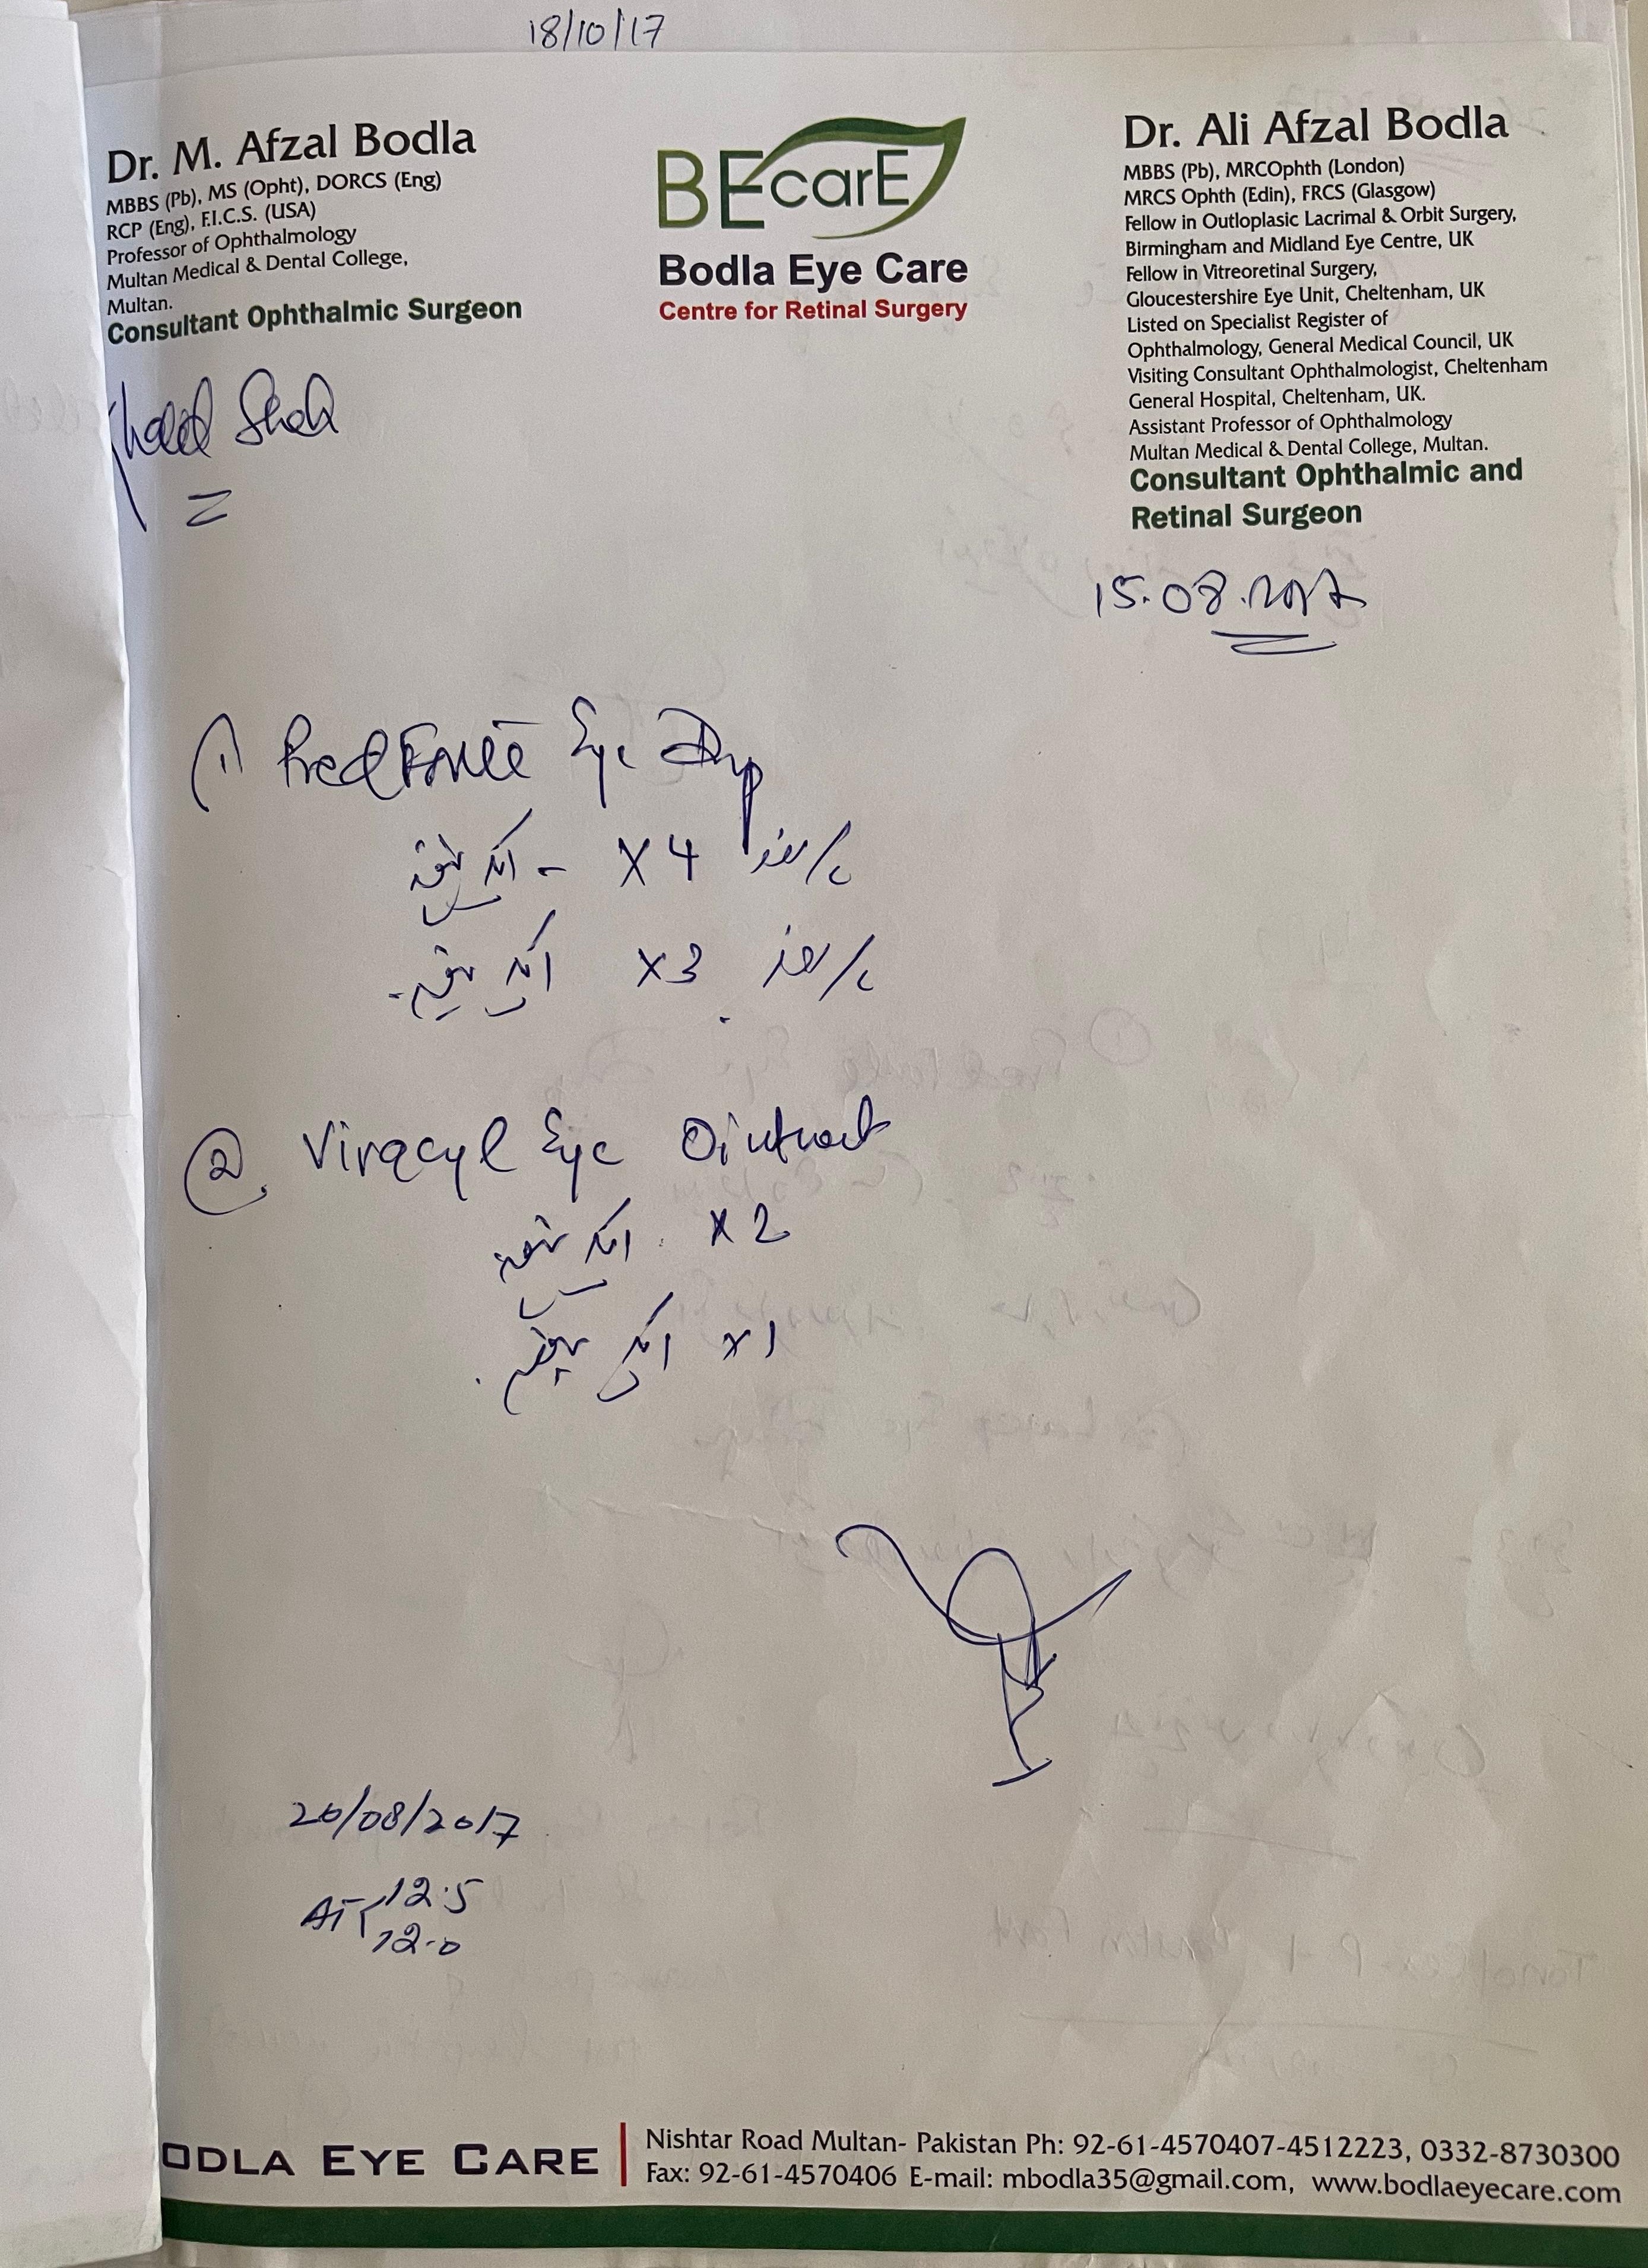 18/10/17
Dr. M. Afzal Bodla
MBBS (Pb), MS (Opht), DORCS (Eng)
RCP (Eng), F.I.C.S. (USA)
Professor of Ophthalmology
Multan Medical & Dental College,
Multan.
Consultant Ophthalmic Surgeon
BEcarE
Bodla Eye Care
Centre for Retinal Surgery
Dr. Ali Afzal Bodla
MBBS (Pb), MRCOphth (London)
MRCS Ophth (Edin), FRCS (Glasgow)
Fellow in Outloplasic Lacrimal & Orbit Surgery,
Birmingham and Midland Eye Centre, UK
Fellow in Vitreoretinal Surgery,
Gloucestershire Eye Unit, Cheltenham, UK
Listed on Specialist Register of
Ophthalmology, General Medical Council, UK
Visiting Consultant Ophthalmologist, Cheltenham
General Hospital, Cheltenham, UK.
Assistant Professor of Ophthalmology
Multan Medical & Dental College, Multan.
Consultant Ophthalmic and
Retinal Surgeon
Shah
15.08.2017
(1) Pred Forte Eye Drop
روزانہ X4 - ایک ہفتہ
روزانہ X3 ایک
(2) Viracyl Eye Ointment
X2 ایک ہفتہ
X1 ایک
20/08/2017
AT 12.5
12.0
ODLA EYE CARE
Nishtar Road Multan- Pakistan Ph: 92-61-4570407-4512223, 0332-8730300
Fax: 92-61-4570406 E-mail: mbodla35@gmail.com, www.bodlaeyecare.com